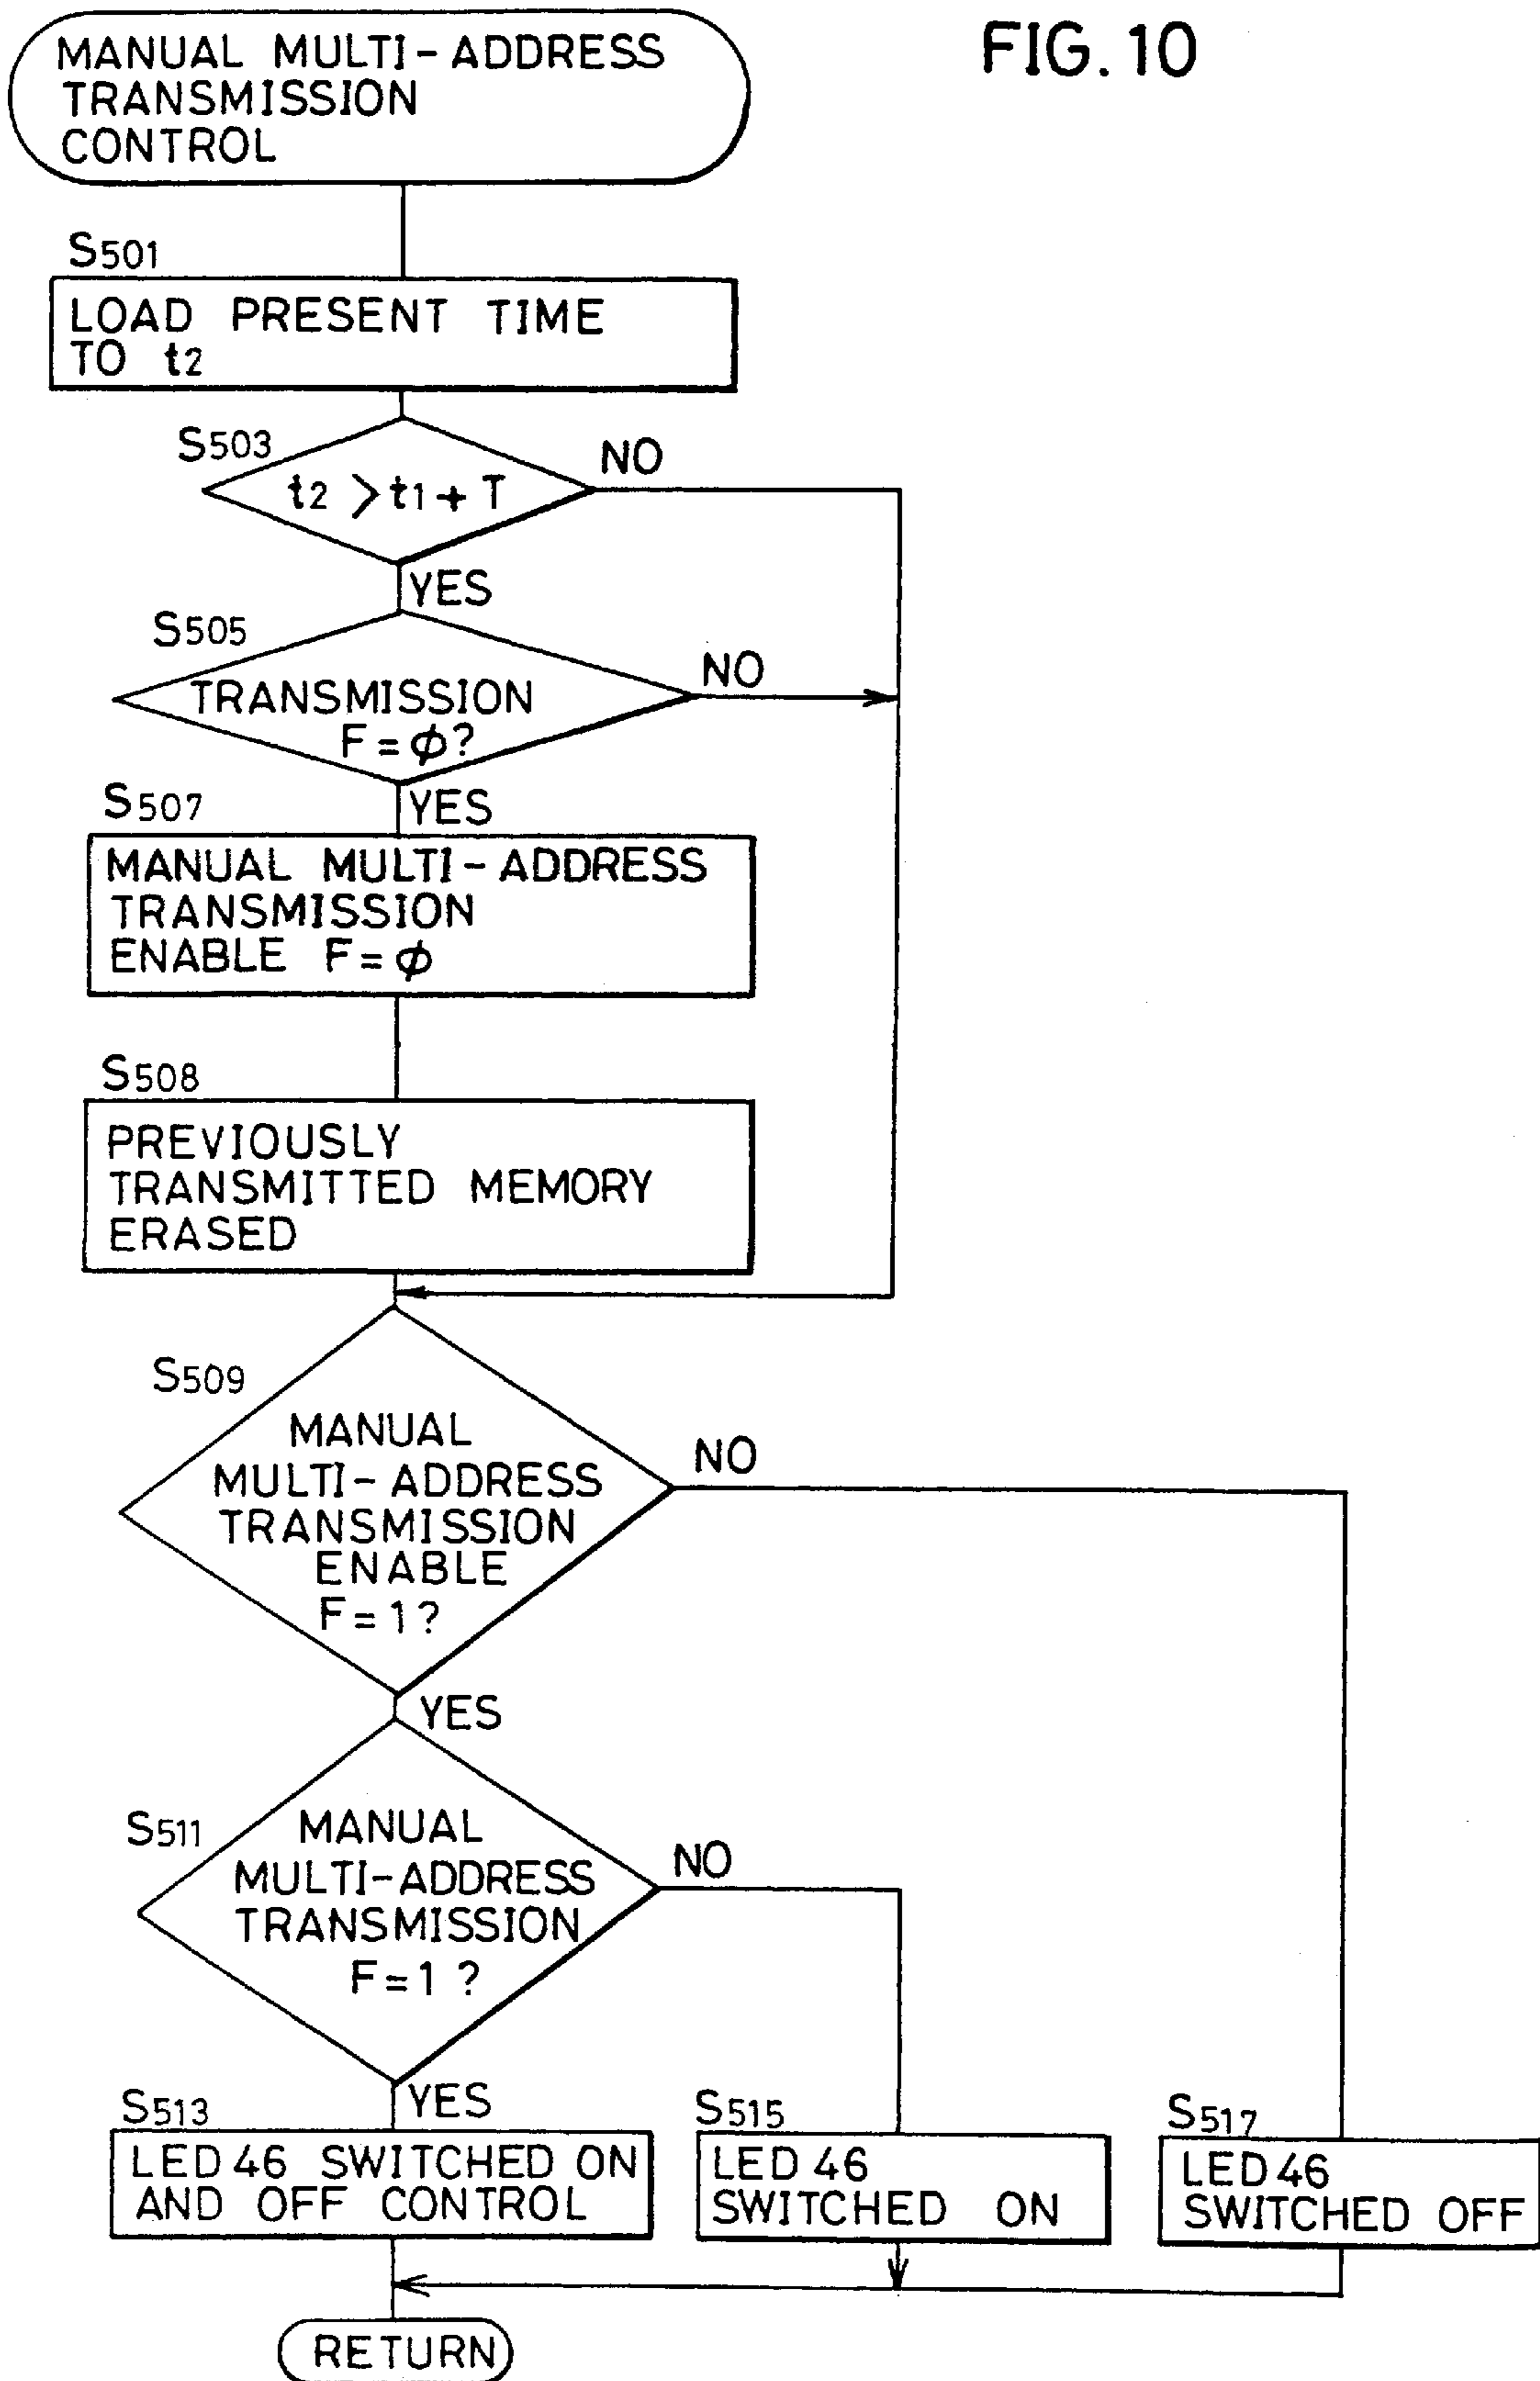 FIG. 10
MANUAL MULTI-ADDRESS
TRANSMISSION
CONTROL
S501
LOAD PRESENT TIME
TO t2
S503
t2 > t1 + T
NO
YES
S505
TRANSMISSION
F = ϕ?
NO
YES
S507
MANUAL MULTI-ADDRESS
TRANSMISSION
ENABLE F = ϕ
S508
PREVIOUSLY
TRANSMITTED MEMORY
ERASED
S509
MANUAL
MULTI-ADDRESS
TRANSMISSION
ENABLE
F = 1 ?
NO
YES
S511
MANUAL
MULTI-ADDRESS
TRANSMISSION
F = 1 ?
NO
YES
S513
LED 46 SWITCHED ON
AND OFF CONTROL
S515
LED 46
SWITCHED ON
S517
LED 46
SWITCHED OFF
RETURN